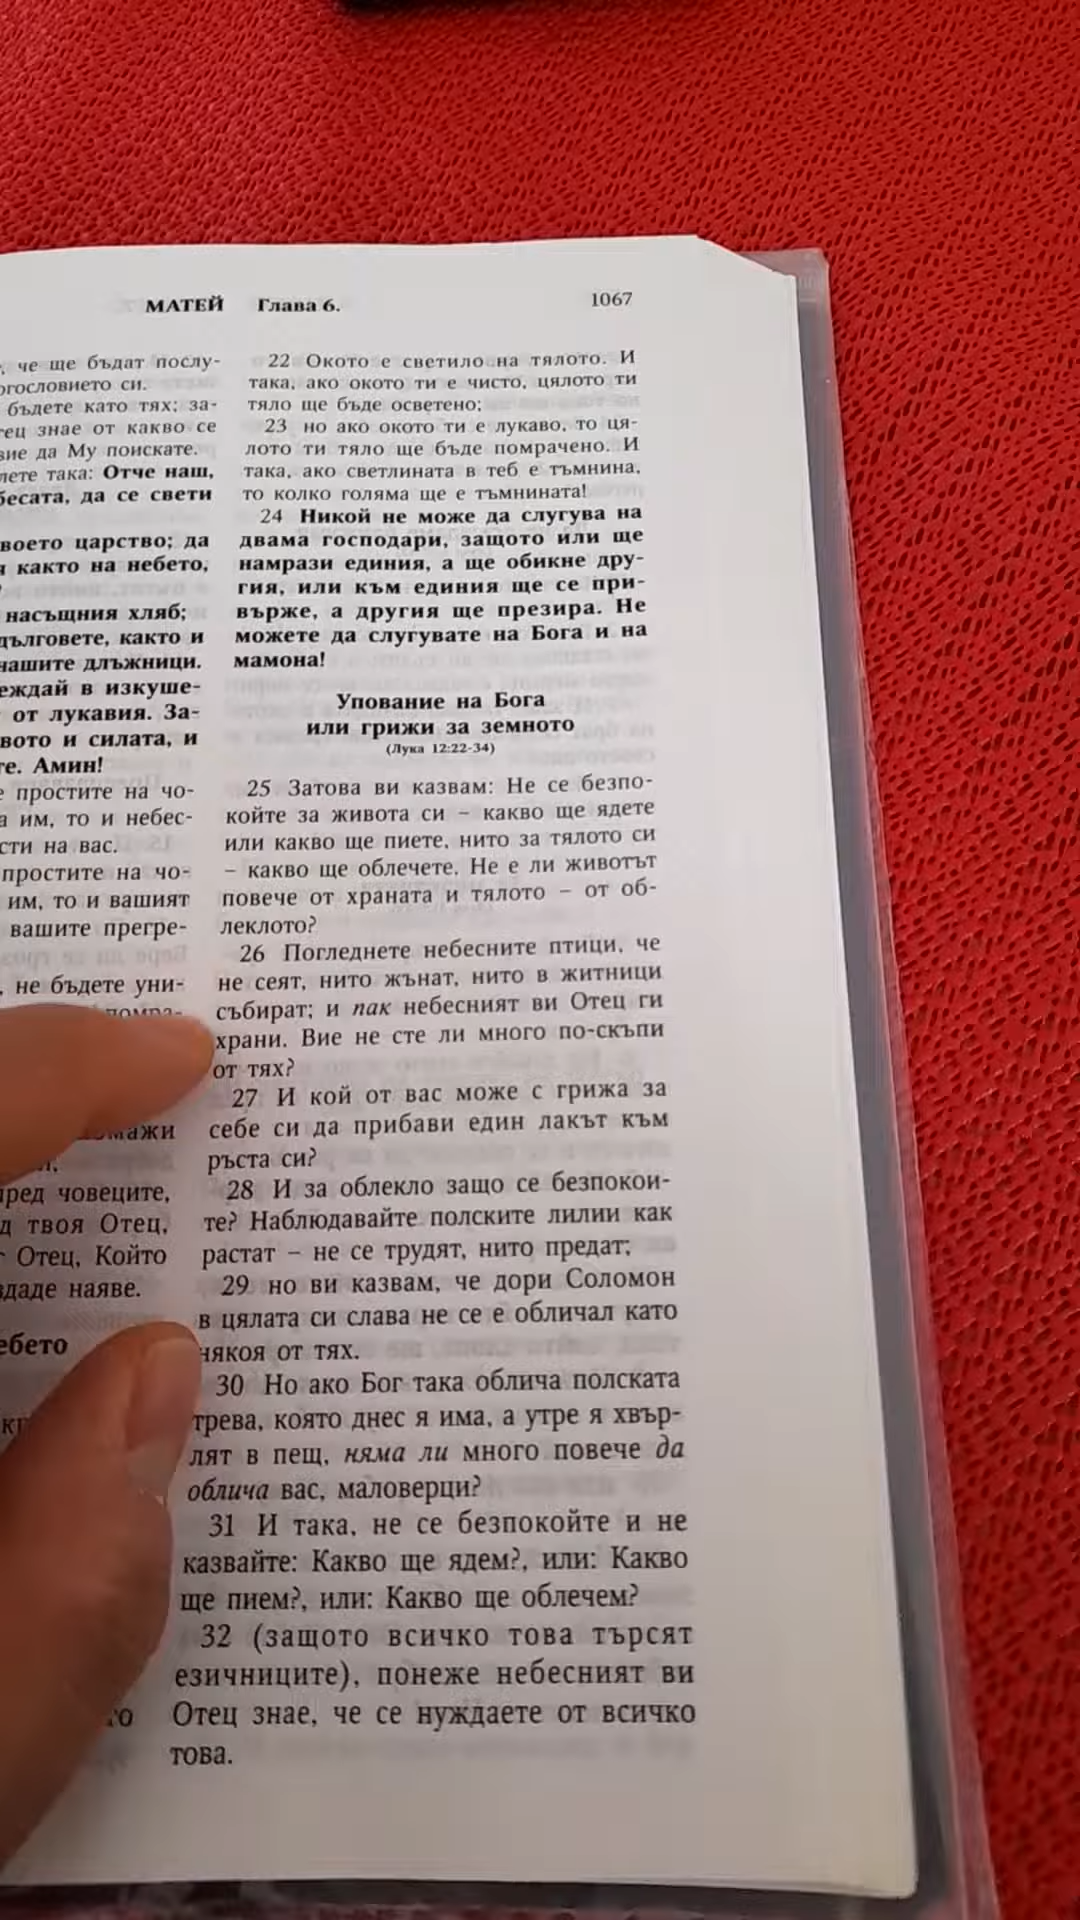 МАТЕЙ Глава 6. 1067
че ще бъдат послу-
си.
бъдете като тях; за-
знае от какво се
да Му поискате.
така: Отче наш,
да се свети
царство; да
както на небето,
насъщния хляб;
дълговете, както и
нашите длъжници.
в изкуше-
от лукавия. За-
и силата, и
Амин!
простите на чо-
им, то и небес-
на вас.
простите на чо-
им, то и вашият
вашите прегре-
не бъдете уни-
пред човеците,
твоя Отец,
Отец, Който
наяве.
22 Окото е светило на тялото. И
така, ако окото ти е чисто, цялото ти
тяло ще бъде осветено;
23 но ако окото ти е лукаво, то ця-
лото ти тяло ще бъде помрачено. И
така, ако светлината в теб е тъмнина,
то колко голяма ще е тъмнината!
24 Никой не може да слугува на
двама господари, защото или ще
намрази единия, а ще обикне дру-
гия, или към единия ще се при-
върже, а другия ще презира. Не
можете да слугувате на Бога и на
мамона!
Упование на Бога
или грижи за земното
(Лука 12:22-34)
25 Затова ви казвам: Не се безпо-
койте за живота си – какво ще ядете
или какво ще пиете, нито за тялото си
– какво ще облечете. Не е ли животът
повече от храната и тялото – от об-
леклото?
26 Погледнете небесните птици, че
не сеят, нито жънат, нито в житници
събират; и пак небесният ви Отец ги
храни. Вие не сте ли много по-скъпи
от тях?
27 И кой от вас може с грижа за
себе си да прибави един лакът към
ръста си?
28 И за облекло защо се безпокои-
те? Наблюдавайте полските лилии как
растат – не се трудят, нито предат;
29 но ви казвам, че дори Соломон
в цялата си слава не се е обличал като
някоя от тях.
30 Но ако Бог така облича полската
трева, която днес я има, а утре я хвър-
лят в пещ, няма ли много повече да
облича вас, маловерци?
31 И така, не се безпокойте и не
казвайте: Какво ще ядем?, или: Какво
ще пием?, или: Какво ще облечем?
32 (защото всичко това търсят
езичниците), понеже небесният ви
Отец знае, че се нуждаете от всичко
това.